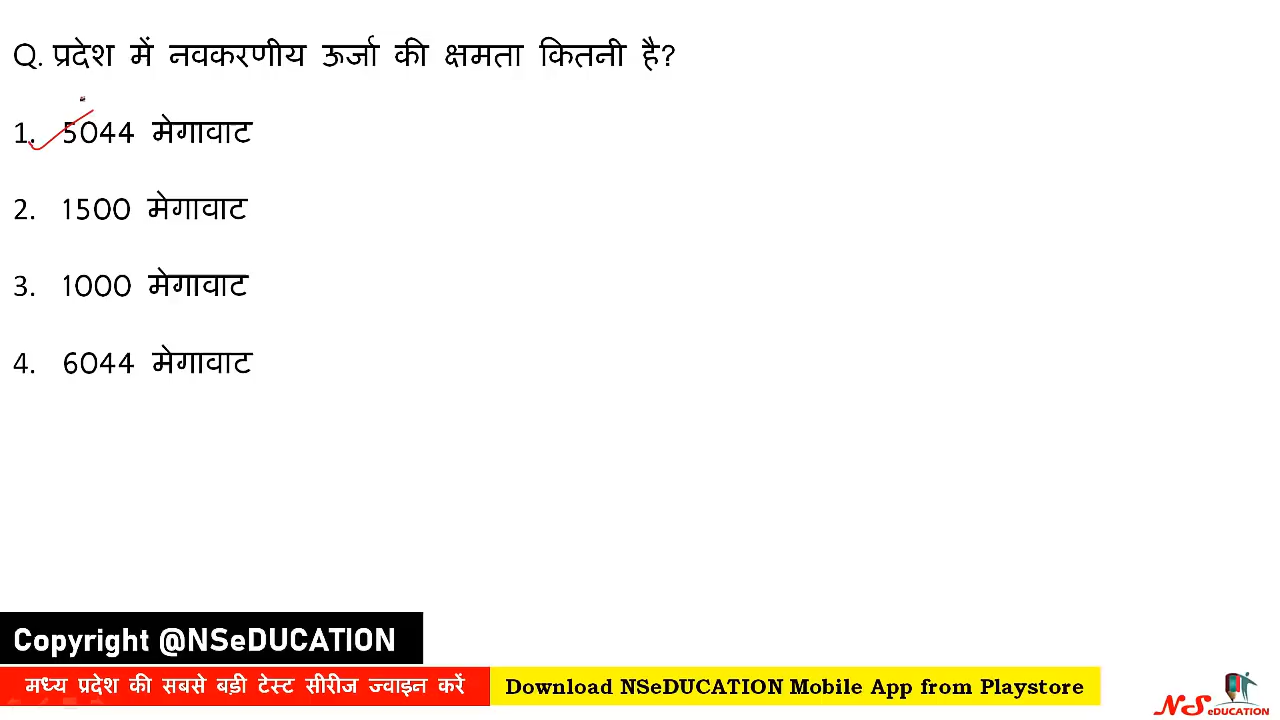 Q. प्रदेश में नवकरणीय ऊर्जा की क्षमता कितनी है?
1. 5044 मेगावाट
2. 1500 मेगावाट
3. 1000 मेगावाट
4. 6044 मेगावाट
Copyright @NSeDUCATION
मध्य प्रदेश की सबसे बड़ी टेस्ट सीरीज ज्वाइन करें Download NSeDUCATION Mobile App from Playstore
NS eDUCATION